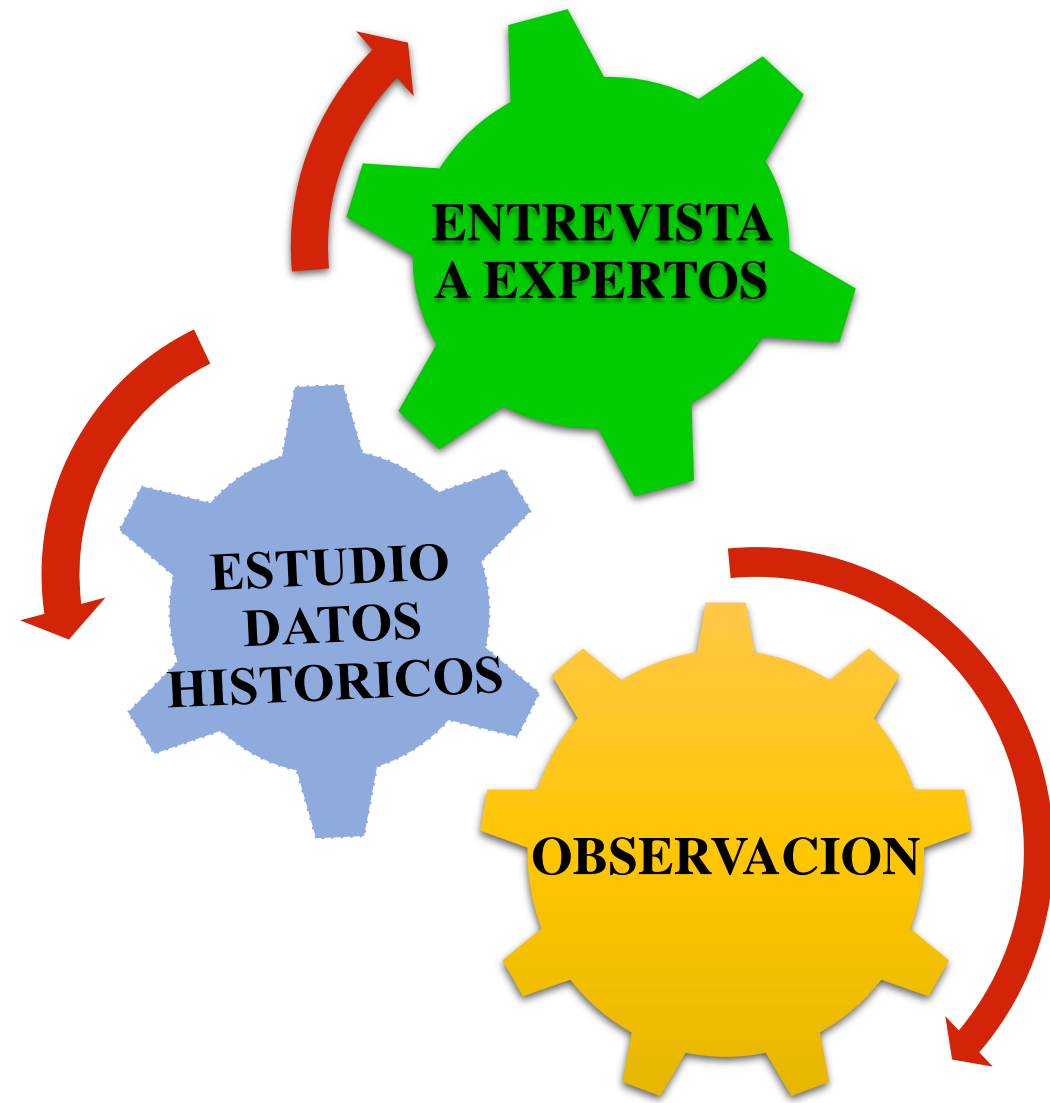 ENTREVISTA
A EXPERTOS
ESTUDIO
DATOS
HISTORICOS
OBSERVACION